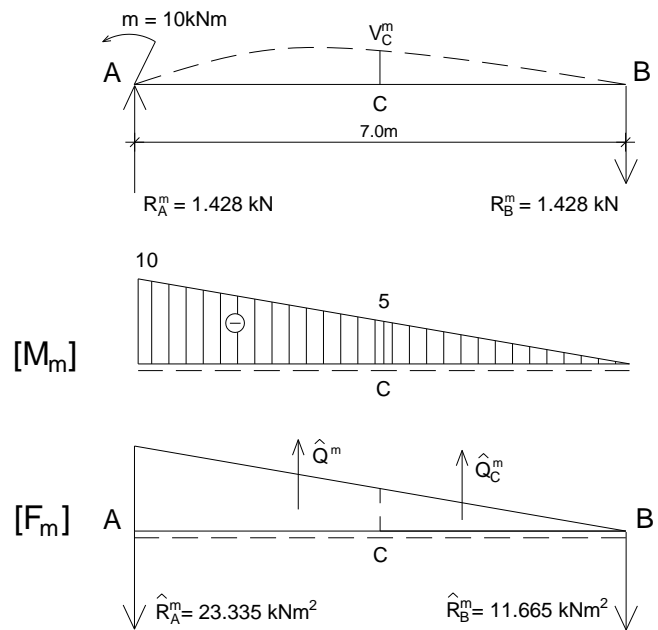 m = 10kNm
V_C^m
A B
C
7.0m
R_A^m = 1.428 kN R_B^m = 1.428 kN
10
5
−
[M_m]
C
Q̂^m
Q̂_C^m
[F_m] A B
C
R̂_A^m = 23.335 kNm² R̂_B^m = 11.665 kNm²